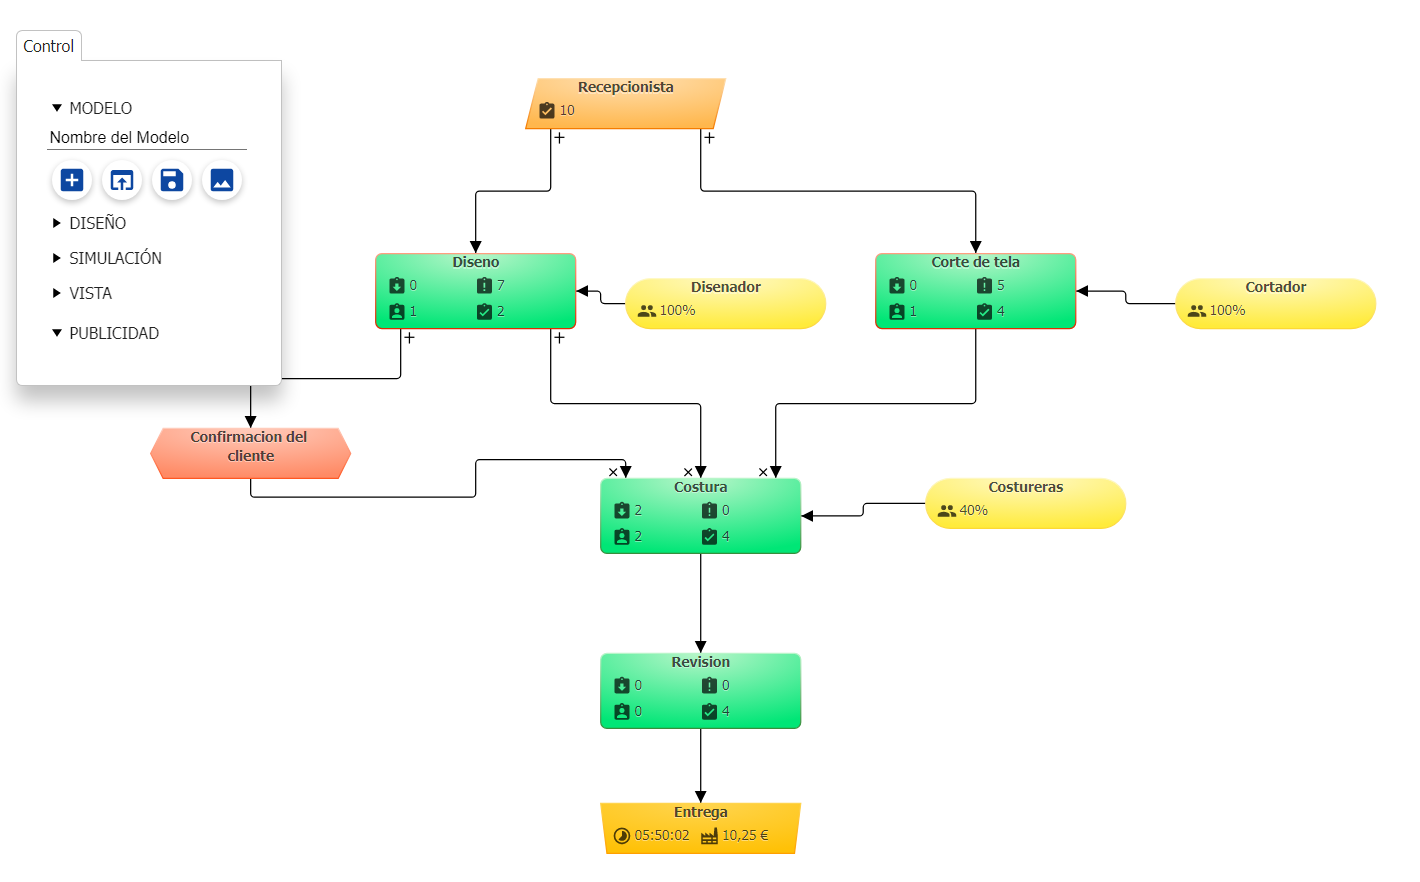 Control
MODELO
Nombre del Modelo
DISEÑO
SIMULACIÓN
VISTA
PUBLICIDAD
Recepcionista
10
+ +
Diseno
0 7
1 2
Disenador
100%
Corte de tela
0 5
1 4
Cortador
100%
+ +
Confirmacion del
cliente
× × ×
Costura
2 0
2 4
Costureras
40%
Revision
0 0
0 4
Entrega
05:50:02 10,25 €